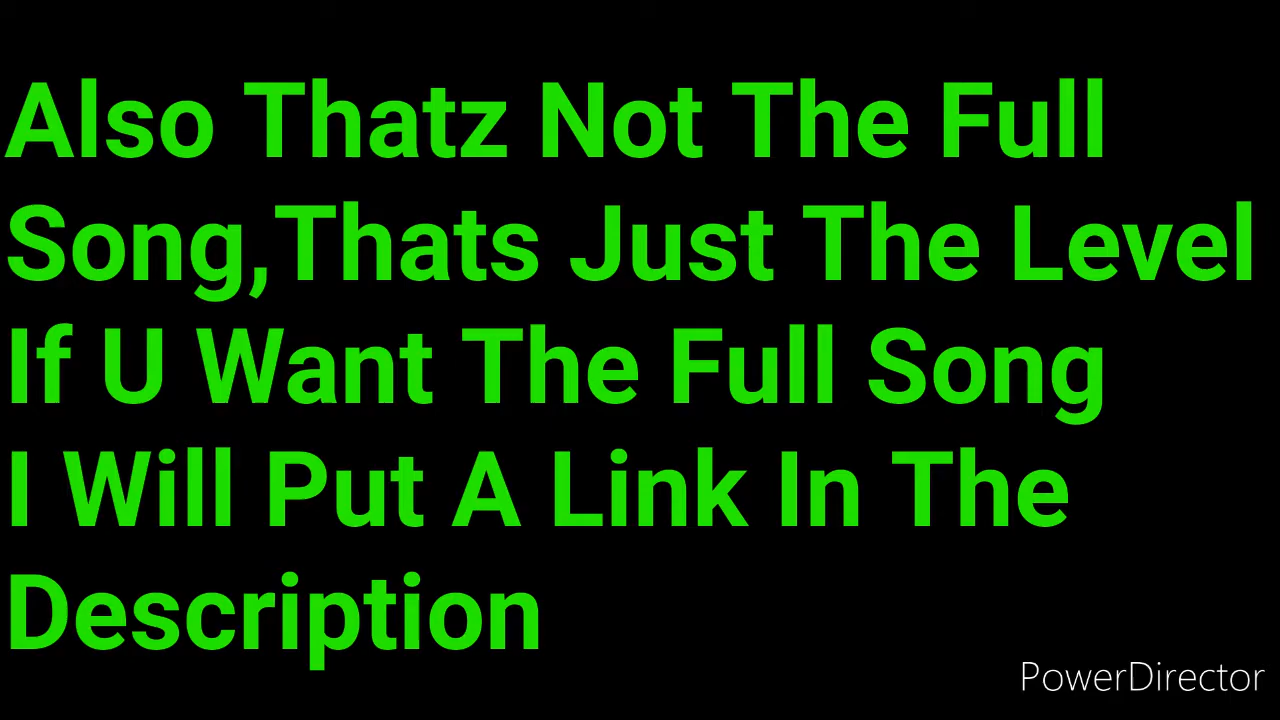 Also Thatz Not The Full
Song,Thats Just The Level
If U Want The Full Song
I Will Put A Link In The
Description
PowerDirector